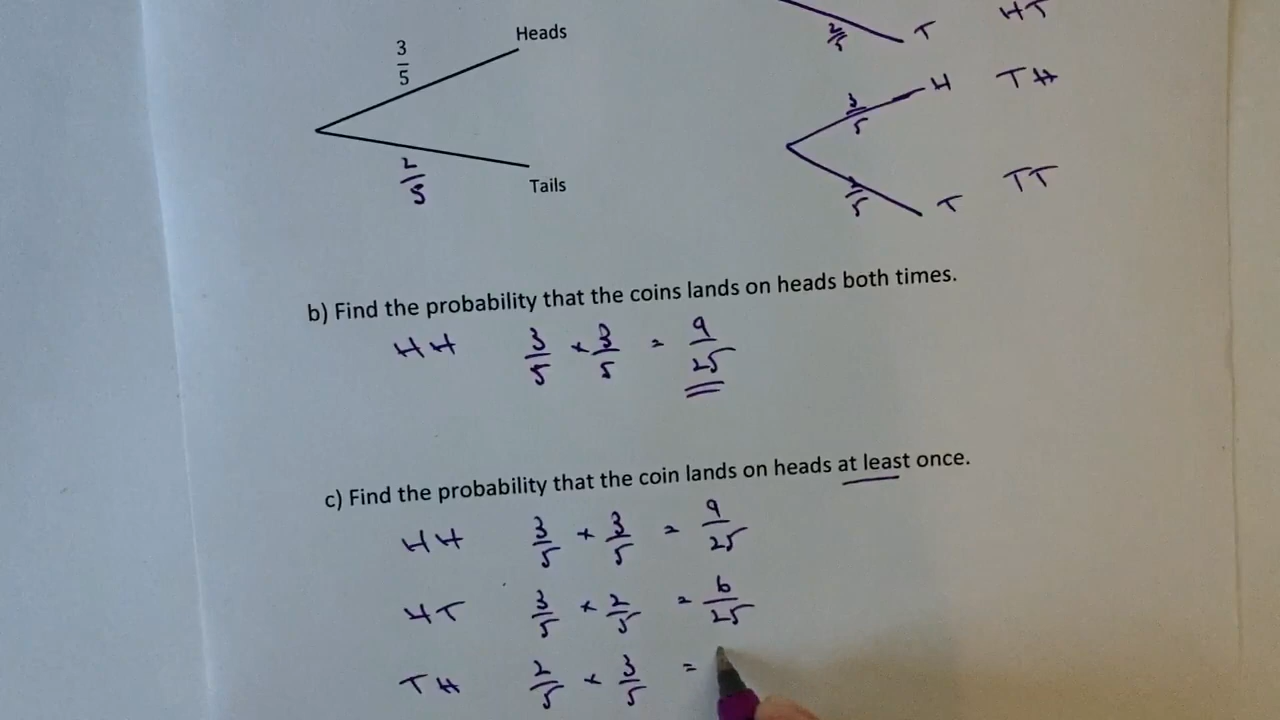 Heads
3/5
2/5
Tails
2/5 T HT
3/5 H TH
2/5 T TT
b) Find the probability that the coins lands on heads both times.
HH 3/5 × 3/5 = 9/25
c) Find the probability that the coin lands on heads at least once.
HH 3/5 × 3/5 = 9/25
HT 3/5 × 2/5 = 6/25
TH 2/5 × 3/5 =